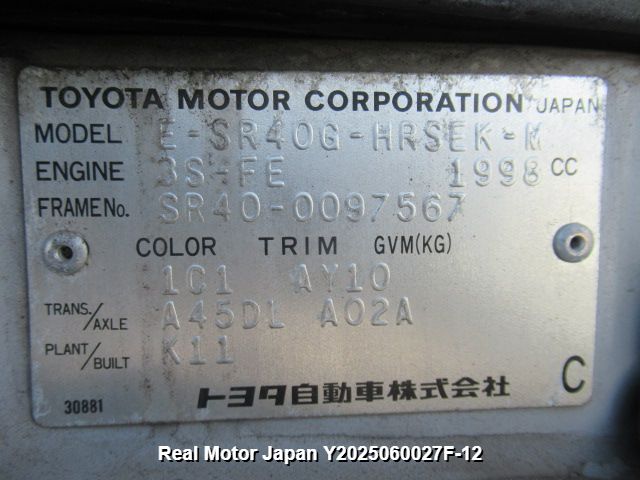 TOYOTA MOTOR CORPORATION JAPAN
MODEL E-SR40G-HRSEK-M
ENGINE 3S-FE 1998 CC
FRAME No. SR40-0097567
COLOR TRIM GVM(KG)
1C1 AY10
TRANS./AXLE A45DL A02A
PLANT/BUILT K11
30881 トヨタ自動車株式会社 C
Real Motor Japan Y2025060027F-12